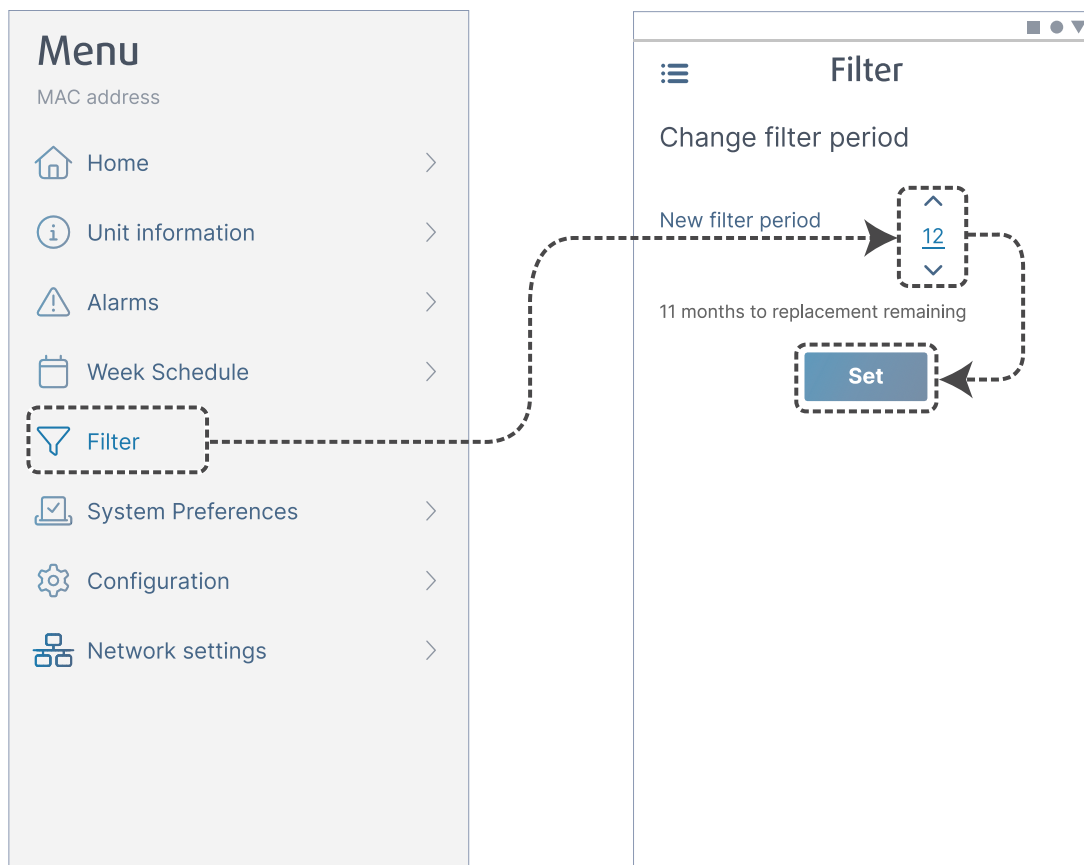 Menu
MAC address
Home
Unit information
Alarms
Week Schedule
Filter
System Preferences
Configuration
Network settings
Filter
Change filter period
New filter period
12
11 months to replacement remaining
Set